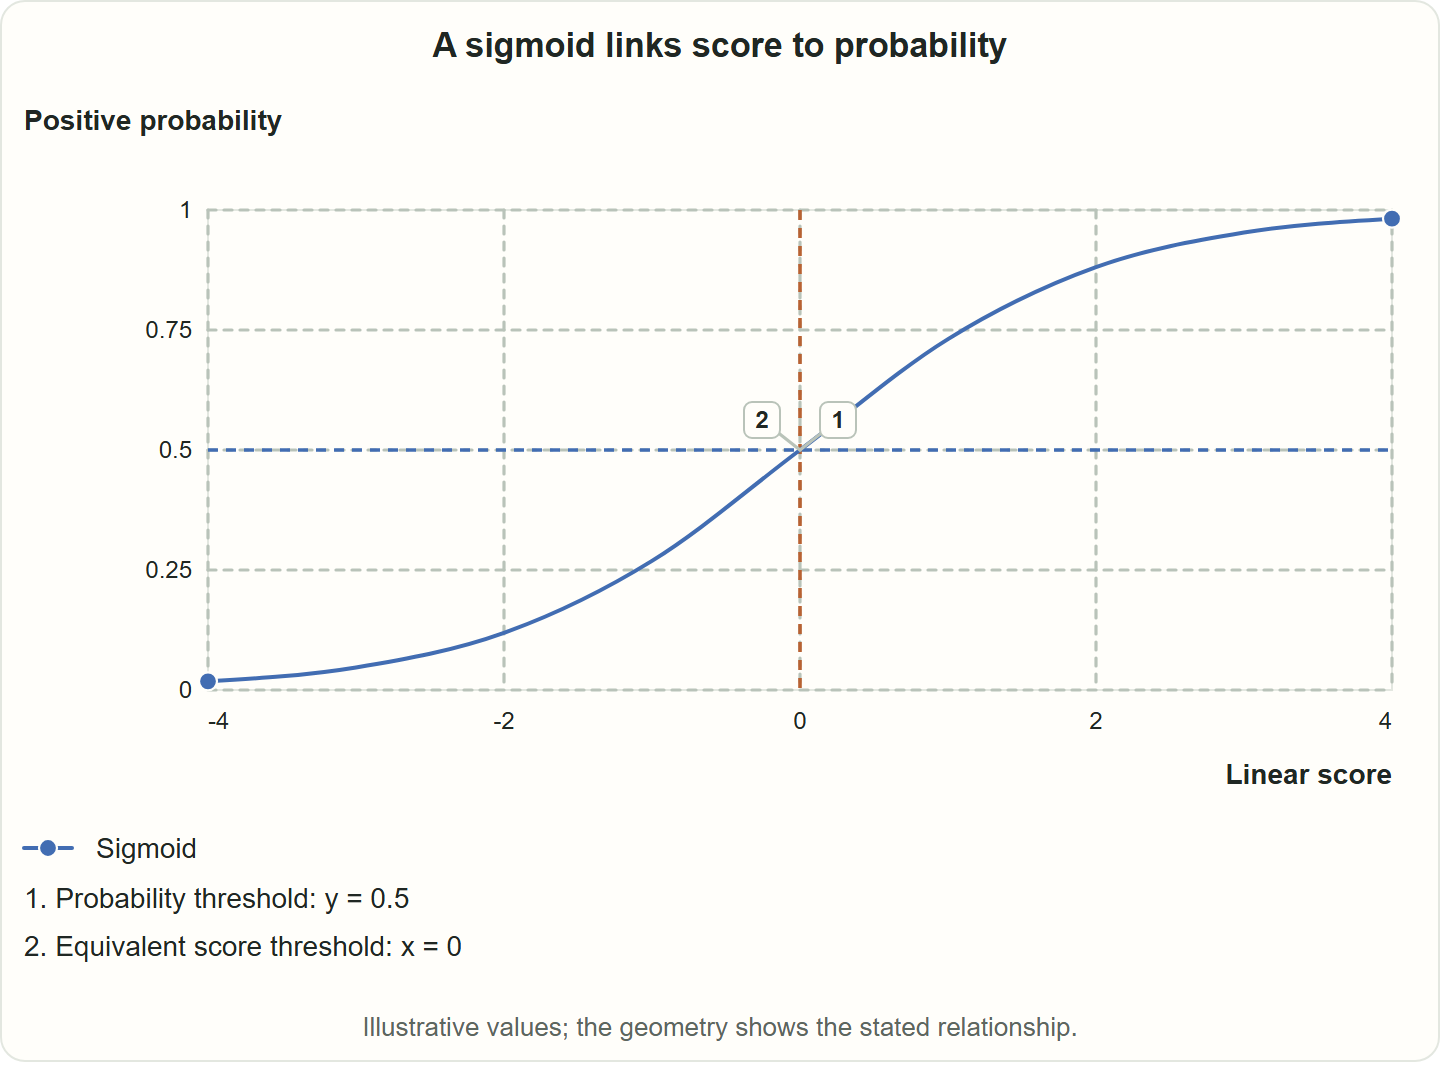 A sigmoid links score to probability
Positive probability
1
0.75
0.5
0.25
0
2
1
-4 -2 0 2 4
Linear score
Sigmoid
1. Probability threshold: y = 0.5
2. Equivalent score threshold: x = 0
Illustrative values; the geometry shows the stated relationship.